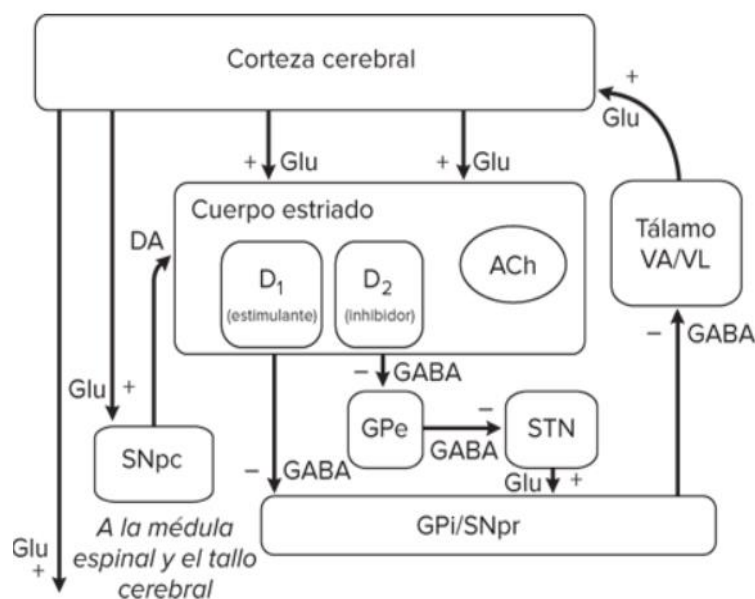 Corteza cerebral
+
Glu
+ Glu
+ Glu
Cuerpo estriado
DA
D1
(estimulante)
D2
(inhibidor)
ACh
Tálamo
VA/VL
− GABA
− GABA
Glu +
SNpc
GPe
−
GABA
STN
− GABA
Glu +
GPi/SNpr
A la médula
espinal y el tallo
cerebral
Glu
+